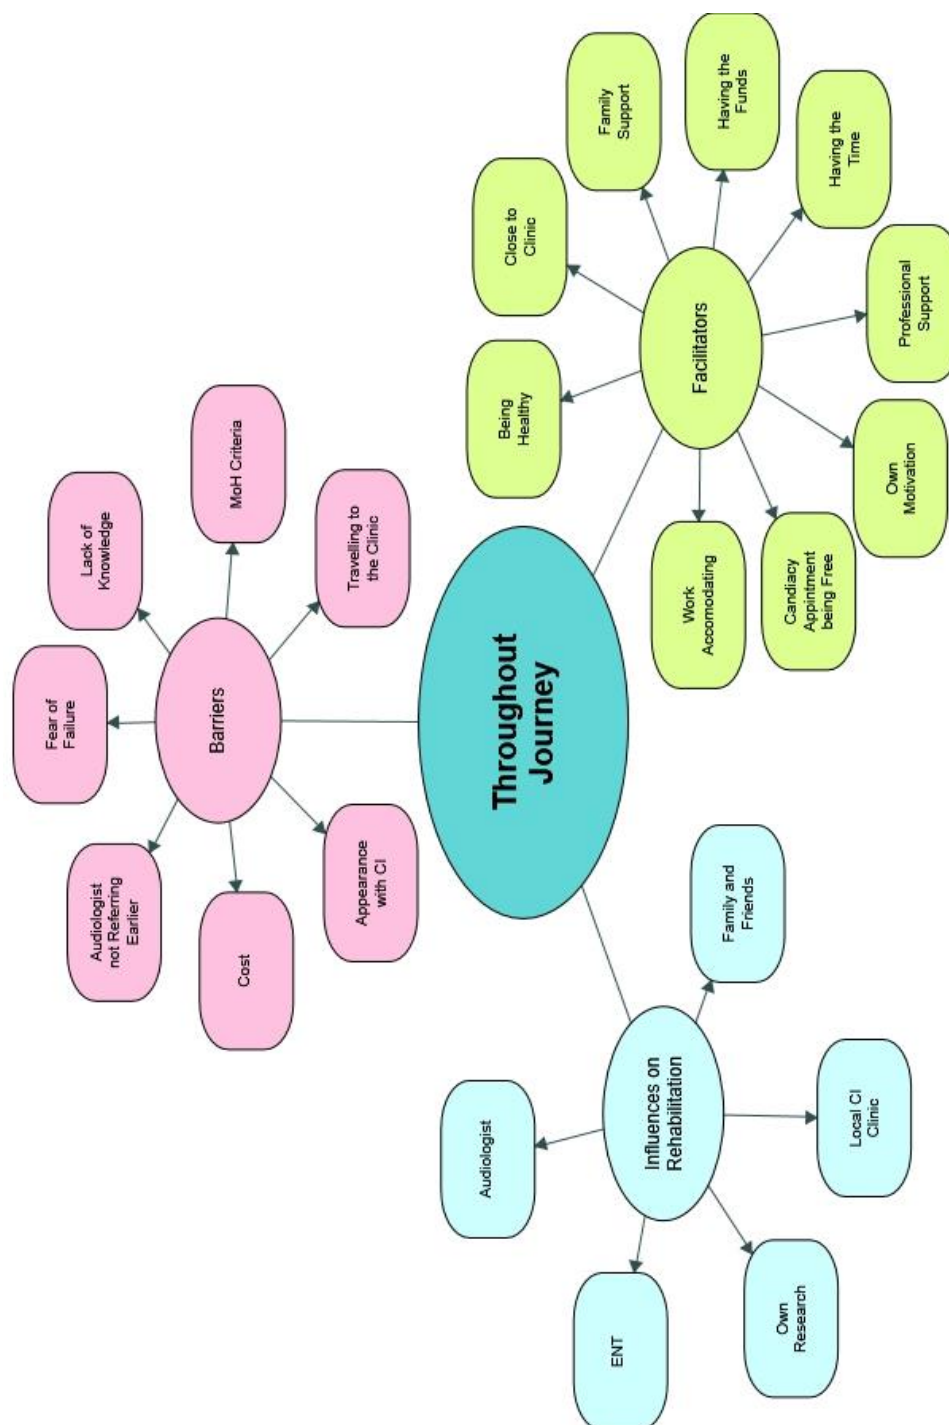 Throughout
Journey
Barriers
Audiologist
not Referring
Earlier
Fear of
Failure
Lack of
Knowledge
MoH Criteria
Travelling to
the Clinic
Cost
Appearance
with CI
Facilitators
Being
Healthy
Close to
Clinic
Family
Support
Having the
Funds
Having the
Time
Professional
Support
Own
Motivation
Candiacy
Appintment
being Free
Work
Accomodating
Influences on
Rehabilitation
Audiologist
ENT
Own
Research
Local CI
Clinic
Family and
Friends